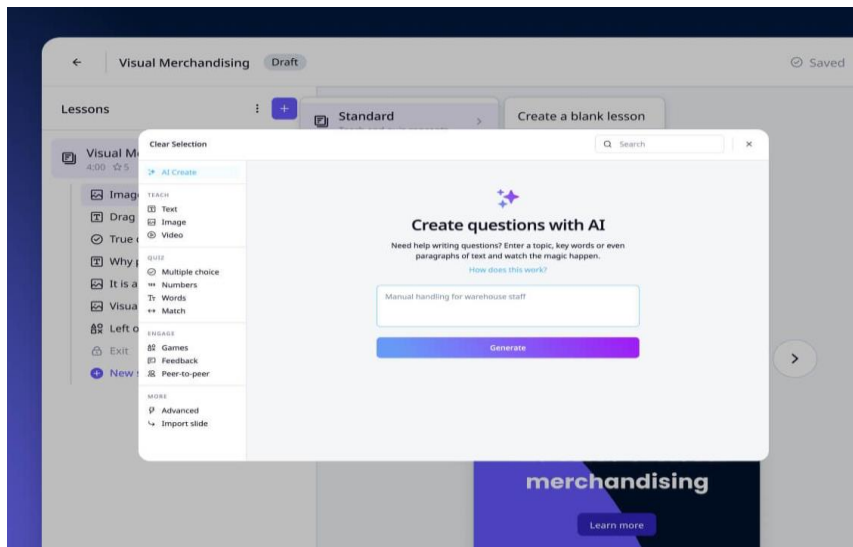 Visual Merchandising
Draft
Saved
Lessons
Standard
Create a blank lesson
Visual M
4:00 5
Imag
Drag
True
Why
It is a
Visua
Left o
Exit
New
Clear Selection
Search
AI Create
TEACH
Text
Image
Video
QUIZ
Multiple choice
Numbers
Words
Match
ENGAGE
Games
Feedback
Peer-to-peer
MORE
Advanced
Import slide
Create questions with AI
Need help writing questions? Enter a topic, key words or even
paragraphs of text and watch the magic happen.
How does this work?
Manual handling for warehouse staff
Generate
merchandising
Learn more